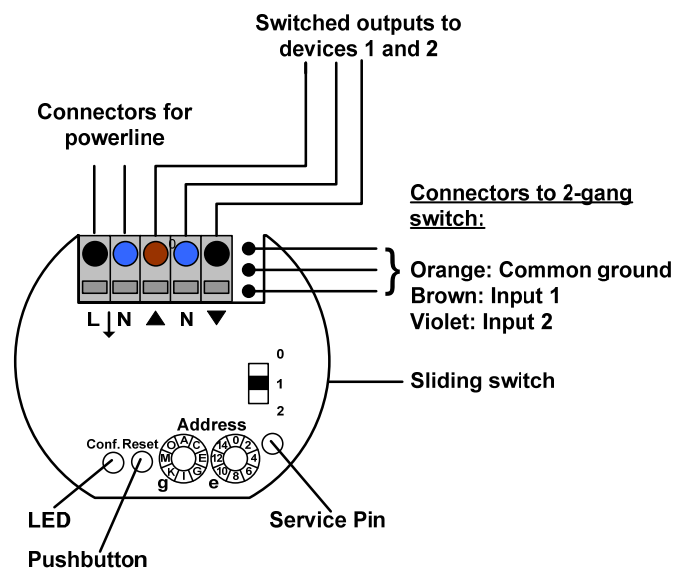 Switched outputs to
devices 1 and 2
Connectors for
powerline
Connectors to 2-gang
switch:
0
Orange: Common ground
Brown: Input 1
Violet: Input 2
L N ▲ N ▼
0
1
2
Sliding switch
Address
Conf. Reset
O A C E G I K M
14 0 2 4 6 8 10 12
g e
LED
Service Pin
Pushbutton